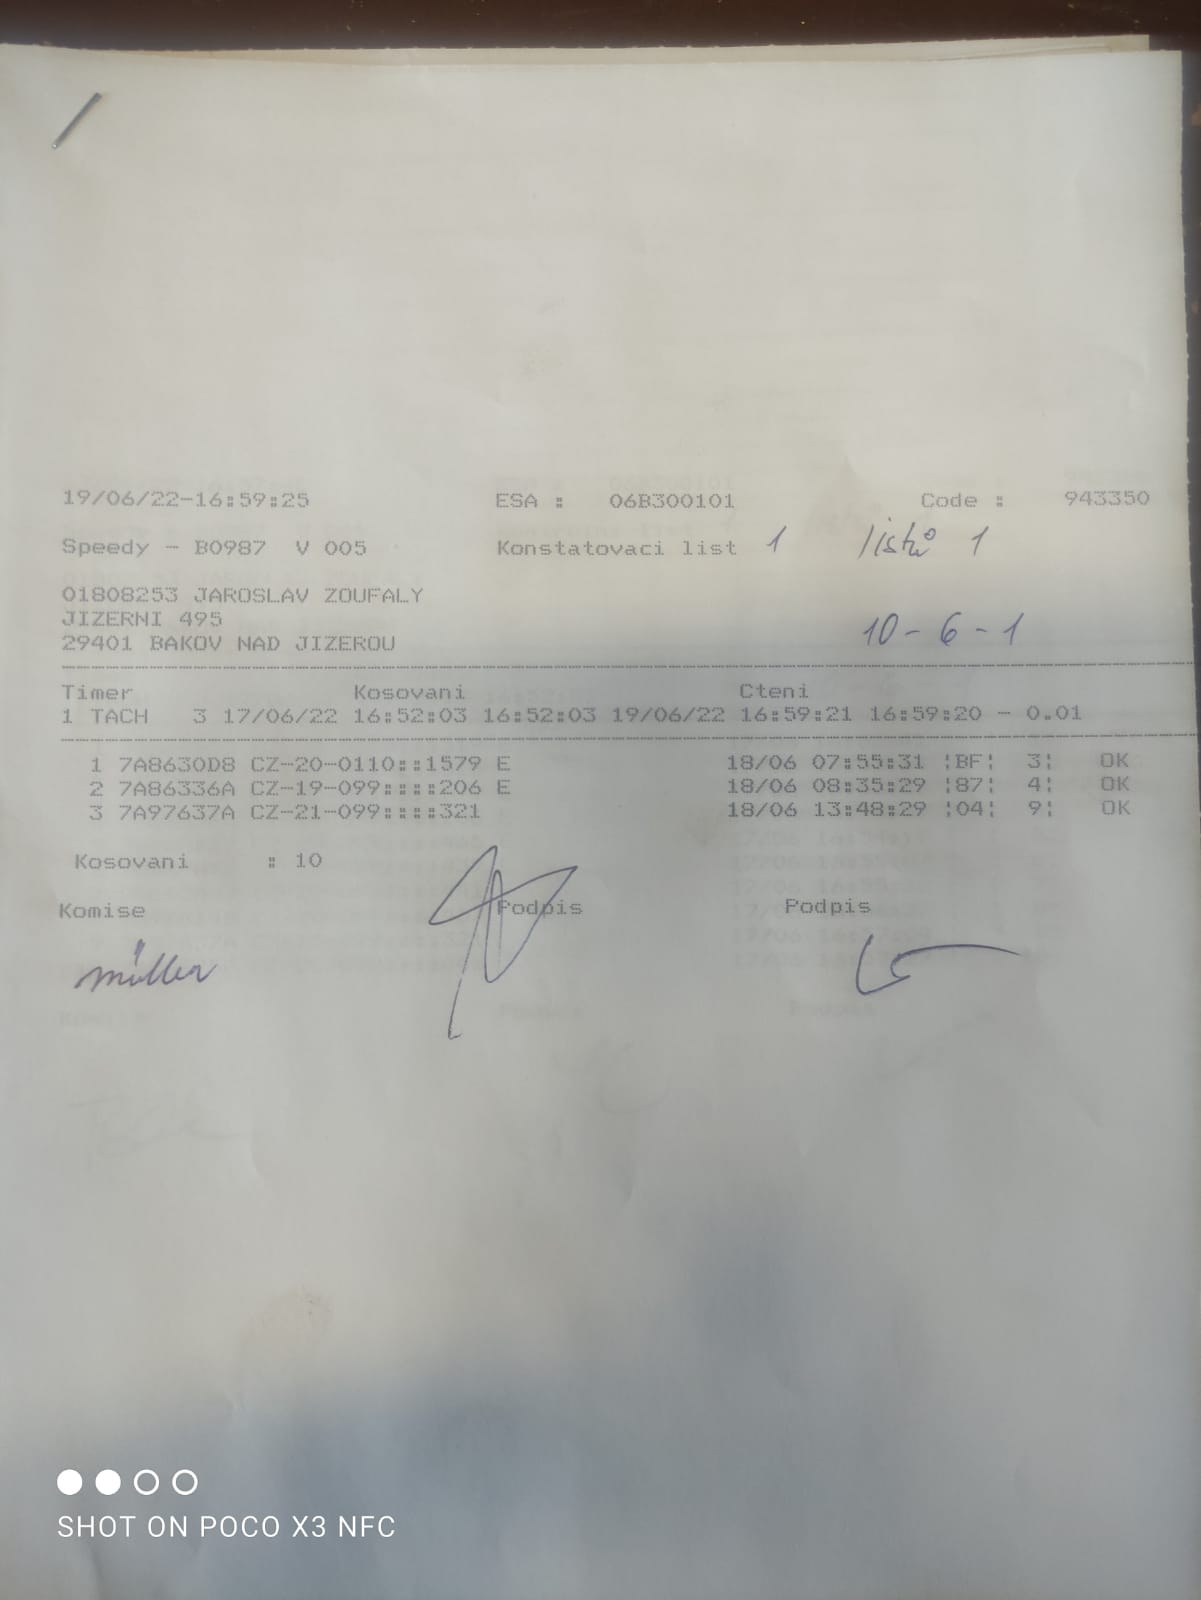 19/06/22-16:59:25 ESA : 06B300101 Code : 943350
Speedy - B0987 V 005 Konstatovaci list 1 listů 1
01808253 JAROSLAV ZOUFALY
JIZERNI 495
29401 BAKOV NAD JIZEROU
10-6-1
Timer Kosovani Cteni
1 TACH 3 17/06/22 16:52:03 16:52:03 19/06/22 16:59:21 16:59:20 - 0.01
1 7A8630D8 CZ-20-0110::1579 E 18/06 07:55:31 ¦BF¦ 3¦ OK
2 7A86336A CZ-19-099::::206 E 18/06 08:35:29 ¦87¦ 4¦ OK
3 7A97637A CZ-21-099::::321 18/06 13:48:29 ¦04¦ 9¦ OK
Kosovani : 10
Komise Podpis Podpis
müller
SHOT ON POCO X3 NFC